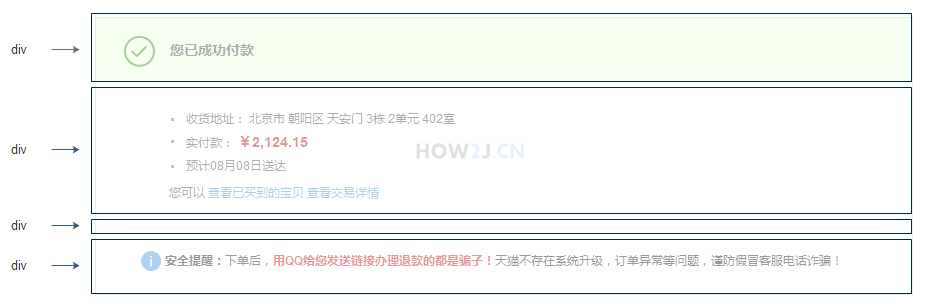 div
您已成功付款
div
收货地址： 北京市 朝阳区 天安门 3栋 2单元 402室
实付款： ￥2,124.15
HOW2J.CN
预计08月08日送达
您可以 查看已买到的宝贝 查看交易详情
div
div
i 安全提醒：下单后，用QQ给您发送链接办理退款的都是骗子！天猫不存在系统升级，订单异常等问题，谨防假冒客服电话诈骗！